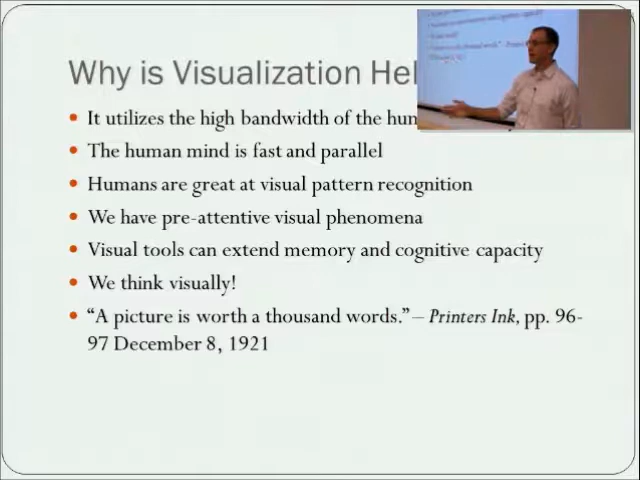 Why is Visualization Hel
It utilizes the high bandwidth of the hum
The human mind is fast and parallel
Humans are great at visual pattern recognition
We have pre-attentive visual phenomena
Visual tools can extend memory and cognitive capacity
We think visually!
“A picture is worth a thousand words.” – Printers Ink, pp. 96-
97 December 8, 1921